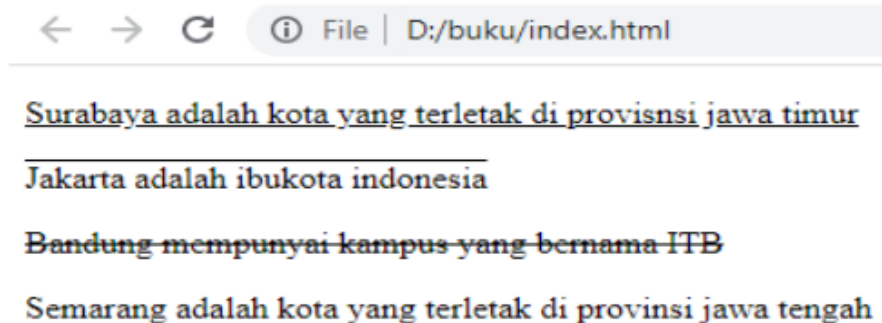 File | D:/buku/index.html
Surabaya adalah kota yang terletak di provisnsi jawa timur
Jakarta adalah ibukota indonesia
Bandung mempunyai kampus yang bernama ITB
Semarang adalah kota yang terletak di provinsi jawa tengah